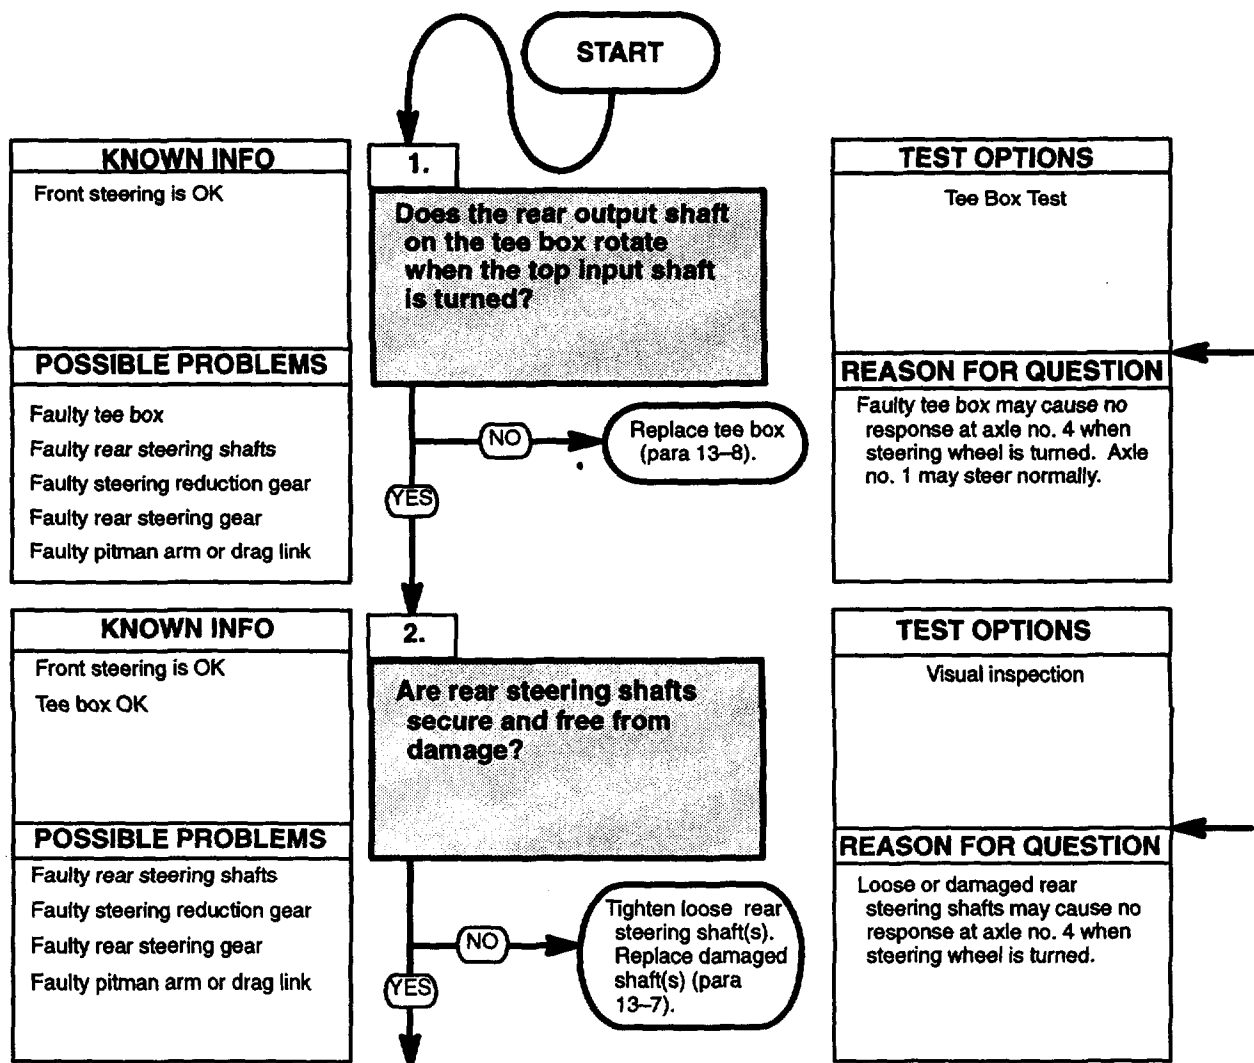 START
KNOWN INFO
Front steering is OK
POSSIBLE PROBLEMS
Faulty tee box
Faulty rear steering shafts
Faulty steering reduction gear
Faulty rear steering gear
Faulty pitman arm or drag link
1.
Does the rear output shaft
on the tee box rotate
when the top input shaft
is turned?
NO
Replace tee box
(para 13–8).
YES
TEST OPTIONS
Tee Box Test
REASON FOR QUESTION
Faulty tee box may cause no
response at axle no. 4 when
steering wheel is turned. Axle
no. 1 may steer normally.
KNOWN INFO
Front steering is OK
Tee box OK
POSSIBLE PROBLEMS
Faulty rear steering shafts
Faulty steering reduction gear
Faulty rear steering gear
Faulty pitman arm or drag link
2.
Are rear steering shafts
secure and free from
damage?
NO
Tighten loose rear
steering shaft(s).
Replace damaged
shaft(s) (para
13–7).
YES
TEST OPTIONS
Visual inspection
REASON FOR QUESTION
Loose or damaged rear
steering shafts may cause no
response at axle no. 4 when
steering wheel is turned.